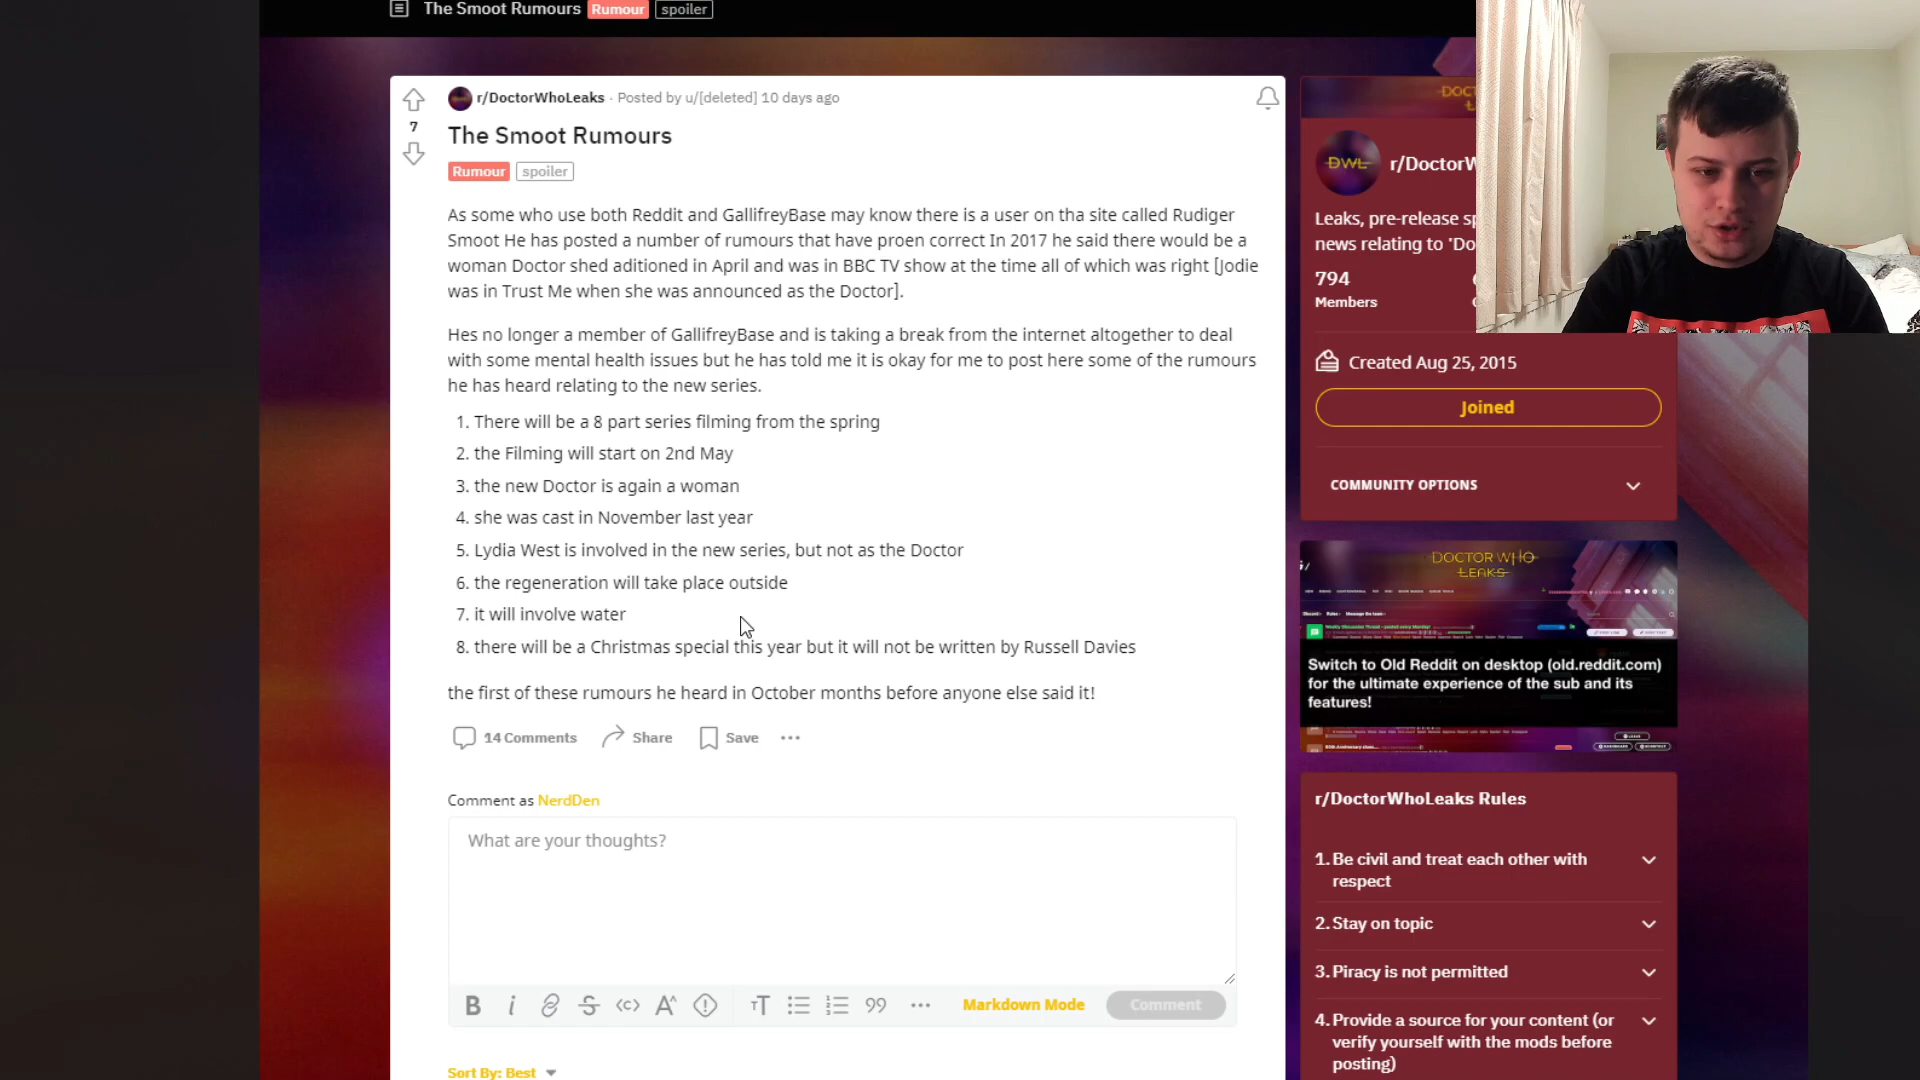 The Smoot Rumours Rumour spoiler
r/DoctorWhoLeaks · Posted by u/[deleted] 10 days ago
7
The Smoot Rumours
Rumour spoiler
As some who use both Reddit and GallifreyBase may know there is a user on tha site called Rudiger
Smoot He has posted a number of rumours that have proen correct In 2017 he said there would be a
woman Doctor shed aditioned in April and was in BBC TV show at the time all of which was right [Jodie
was in Trust Me when she was announced as the Doctor].
Hes no longer a member of GallifreyBase and is taking a break from the internet altogether to deal
with some mental health issues but he has told me it is okay for me to post here some of the rumours
he has heard relating to the new series.
1. There will be a 8 part series filming from the spring
2. the Filming will start on 2nd May
3. the new Doctor is again a woman
4. she was cast in November last year
5. Lydia West is involved in the new series, but not as the Doctor
6. the regeneration will take place outside
7. it will involve water
8. there will be a Christmas special this year but it will not be written by Russell Davies
the first of these rumours he heard in October months before anyone else said it!
14 Comments Share Save ...
Comment as NerdDen
What are your thoughts?
B i <c> A^ TT 99 ... Markdown Mode Comment
Sort By: Best
DWL r/DoctorW
Leaks, pre-release sp
news relating to 'Do
794
Members
Created Aug 25, 2015
Joined
COMMUNITY OPTIONS
DOCTOR WHO
LEAKS
Switch to Old Reddit on desktop (old.reddit.com)
for the ultimate experience of the sub and its
features!
r/DoctorWhoLeaks Rules
1. Be civil and treat each other with
respect
2. Stay on topic
3. Piracy is not permitted
4. Provide a source for your content (or
verify yourself with the mods before
posting)